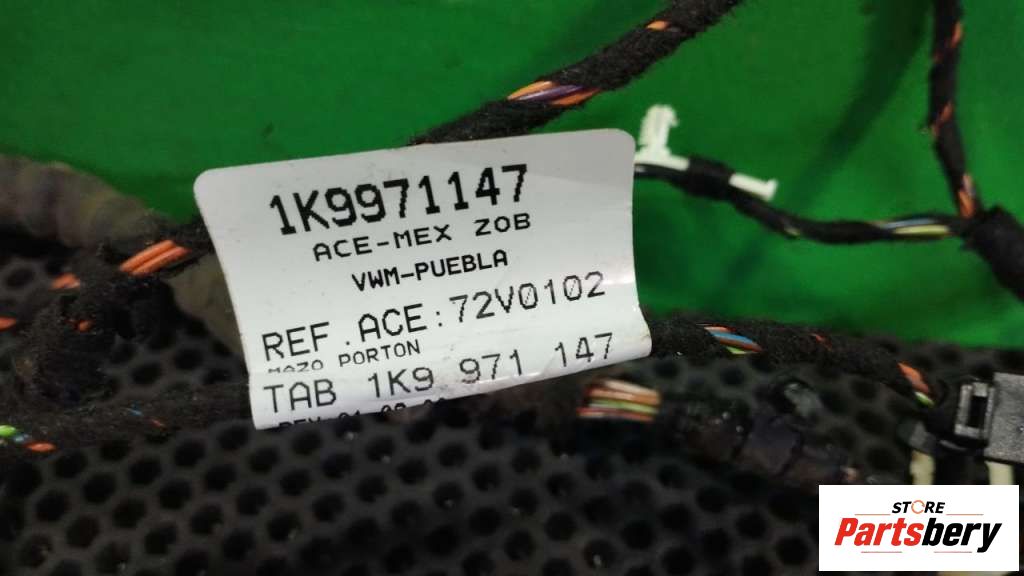 1K9971147
ACE-MEX ZOB
VWM-PUEBLA
REF.ACE:72V0102
MAZO PORTON
TAB 1K9 971 147
STORE
Partsbery